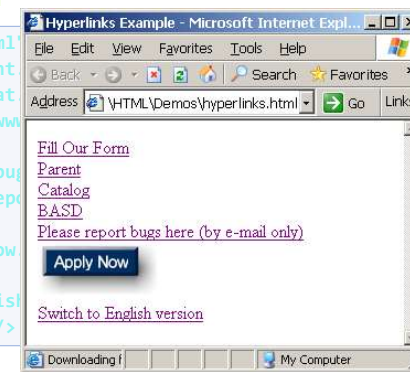 Hyperlinks Example - Microsoft Internet Expl...
File Edit View Favorites Tools Help
Back Search Favorites
Address \HTML\Demos\hyperlinks.html Go Links
Fill Our Form
Parent
Catalog
BASD
Please report bugs here (by e-mail only)
Apply Now
Switch to English version
Downloading f My Computer